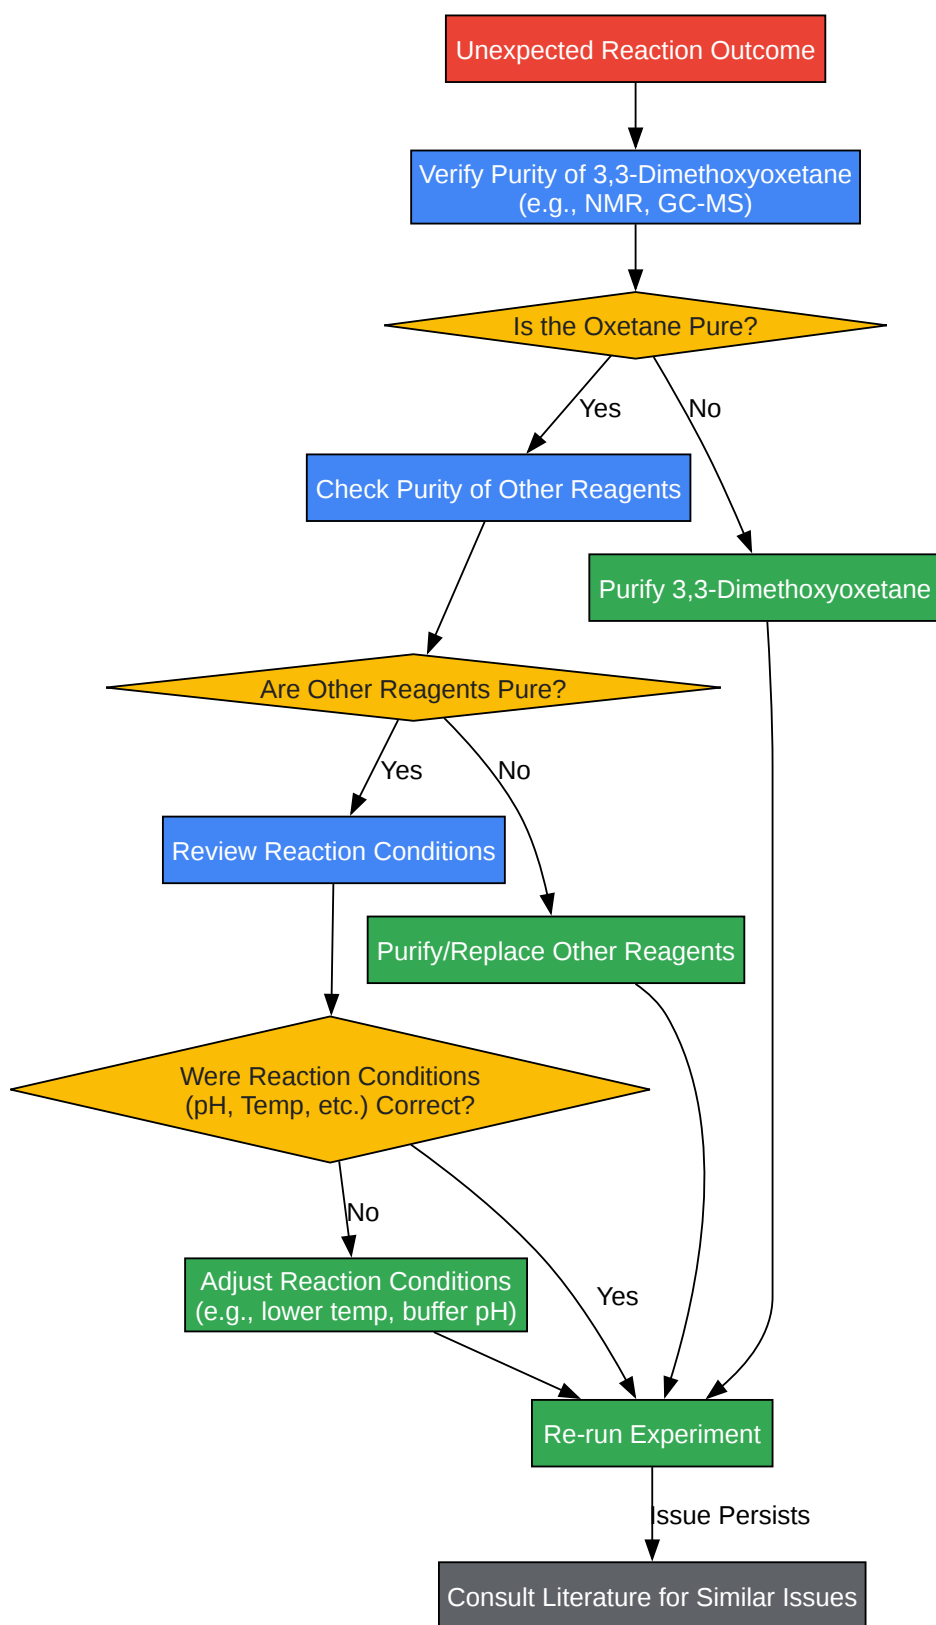 Unexpected Reaction Outcome
Verify Purity of 3,3-Dimethoxyoxetane
(e.g., NMR, GC-MS)
Is the Oxetane Pure?
Yes
No
Check Purity of Other Reagents
Purify 3,3-Dimethoxyoxetane
Are Other Reagents Pure?
Yes
No
Review Reaction Conditions
Purify/Replace Other Reagents
Were Reaction Conditions
(pH, Temp, etc.) Correct?
No
Adjust Reaction Conditions
(e.g., lower temp, buffer pH)
Yes
Re-run Experiment
Issue Persists
Consult Literature for Similar Issues